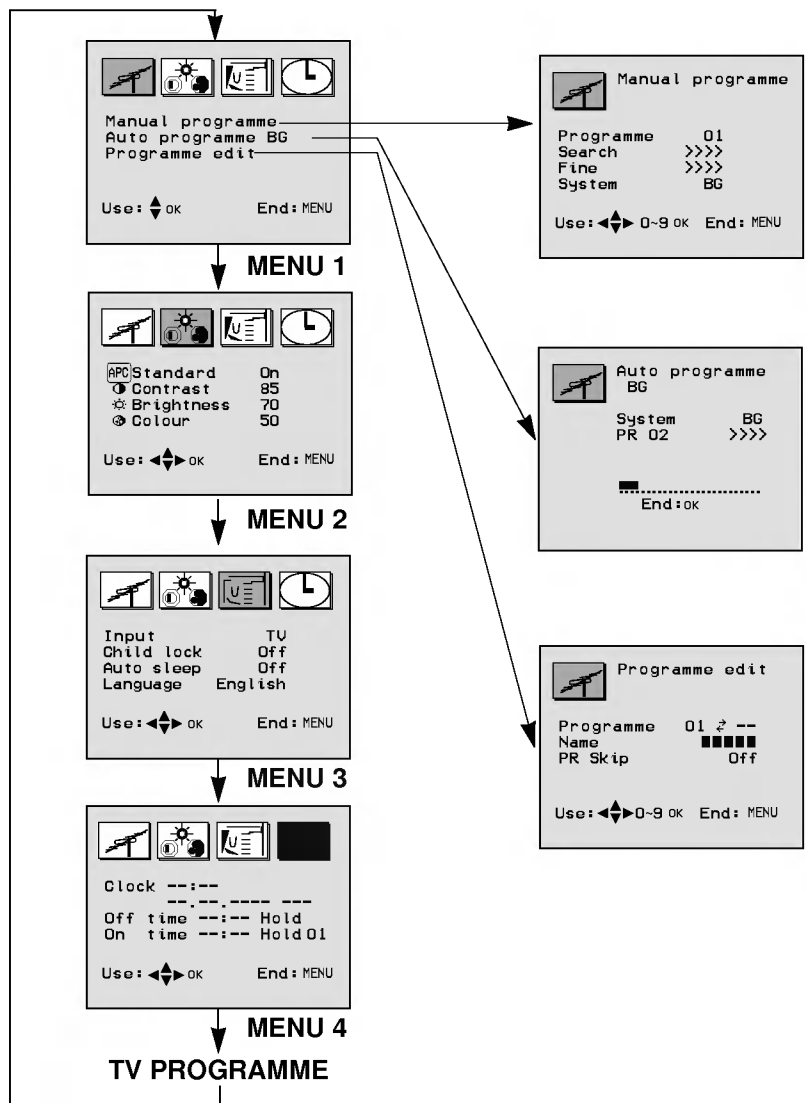 Manual programme
Auto programme BG
Programme edit
Use: OK End: MENU
MENU 1
APC Standard On
Contrast 85
Brightness 70
Colour 50
Use: OK End: MENU
MENU 2
Input TV
Child lock Off
Auto sleep Off
Language English
Use: OK End: MENU
MENU 3
Clock --:--
--.--.---- ---
Off time --:-- Hold
On time --:-- Hold 01
Use: OK End: MENU
MENU 4
TV PROGRAMME
Manual programme
Programme 01
Search >>>>
Fine >>>>
System BG
Use: 0~9 OK End: MENU
Auto programme
BG
System BG
PR 02 >>>>
End: OK
Programme edit
Programme 01 ⇄ --
Name
PR Skip Off
Use: 0~9 OK End: MENU